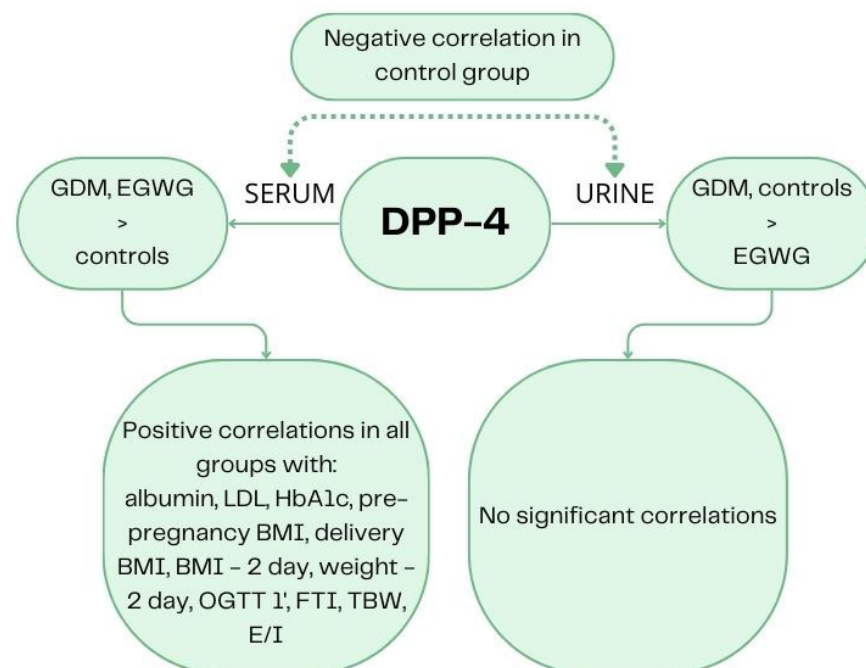 Negative correlation in
control group
GDM, EGWG
>
controls
SERUM
DPP-4
URINE
GDM, controls
>
EGWG
Positive correlations in all
groups with:
albumin, LDL, HbA1c, pre-
pregnancy BMI, delivery
BMI, BMI - 2 day, weight -
2 day, OGTT 1', FTI, TBW,
E/I
No significant correlations